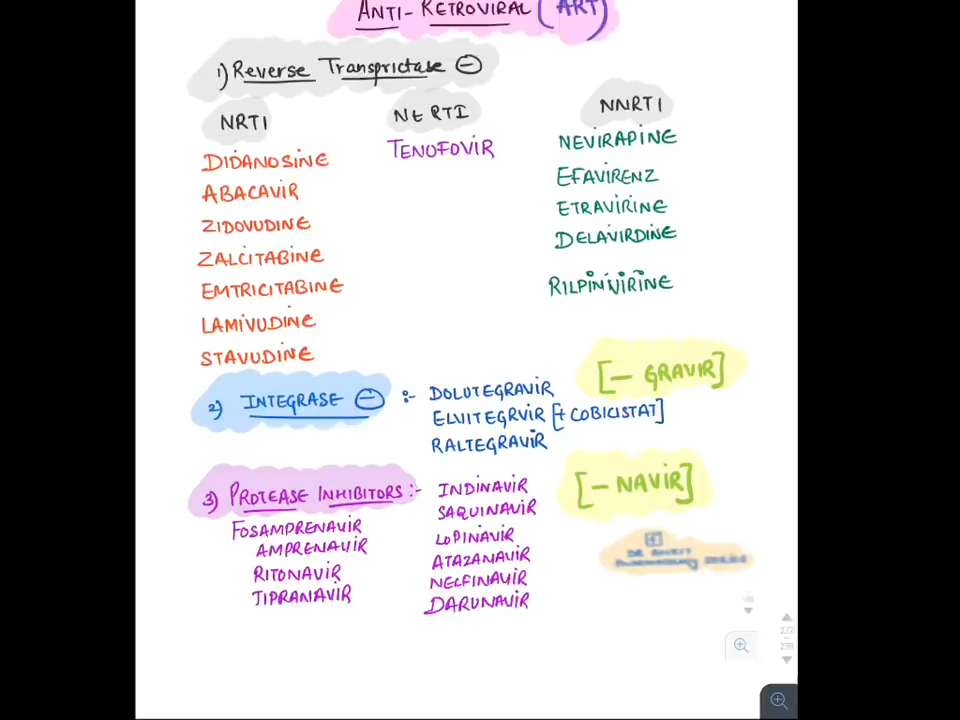 ANTI-RETROVIRAL (ART)
1) Reverse Transprictase ⊖
NRTI
DIDANOSINE
ABACAVIR
ZIDOVUDINE
ZALCITABINE
EMTRICITABINE
LAMIVUDINE
STAVUDINE
NtRTI
TENOFOVIR
NNRTI
NEVIRAPINE
EFAVIRENZ
ETRAVIRINE
DELAVIRDINE
RILPINIVIRINE
2) INTEGRASE ⊖ :- DOLUTEGRAVIR
ELVITEGRVIR [+ COBICISTAT]
RALTEGRAVIR
[- GRAVIR]
3) PROTEASE INHIBITORS :-
FOSAMPRENAVIR
AMPRENAVIR
RITONAVIR
TIPRANAVIR
INDINAVIR
SAQUINAVIR
LOPINAVIR
ATAZANAVIR
NELFINAVIR
DARUNAVIR
[- NAVIR]